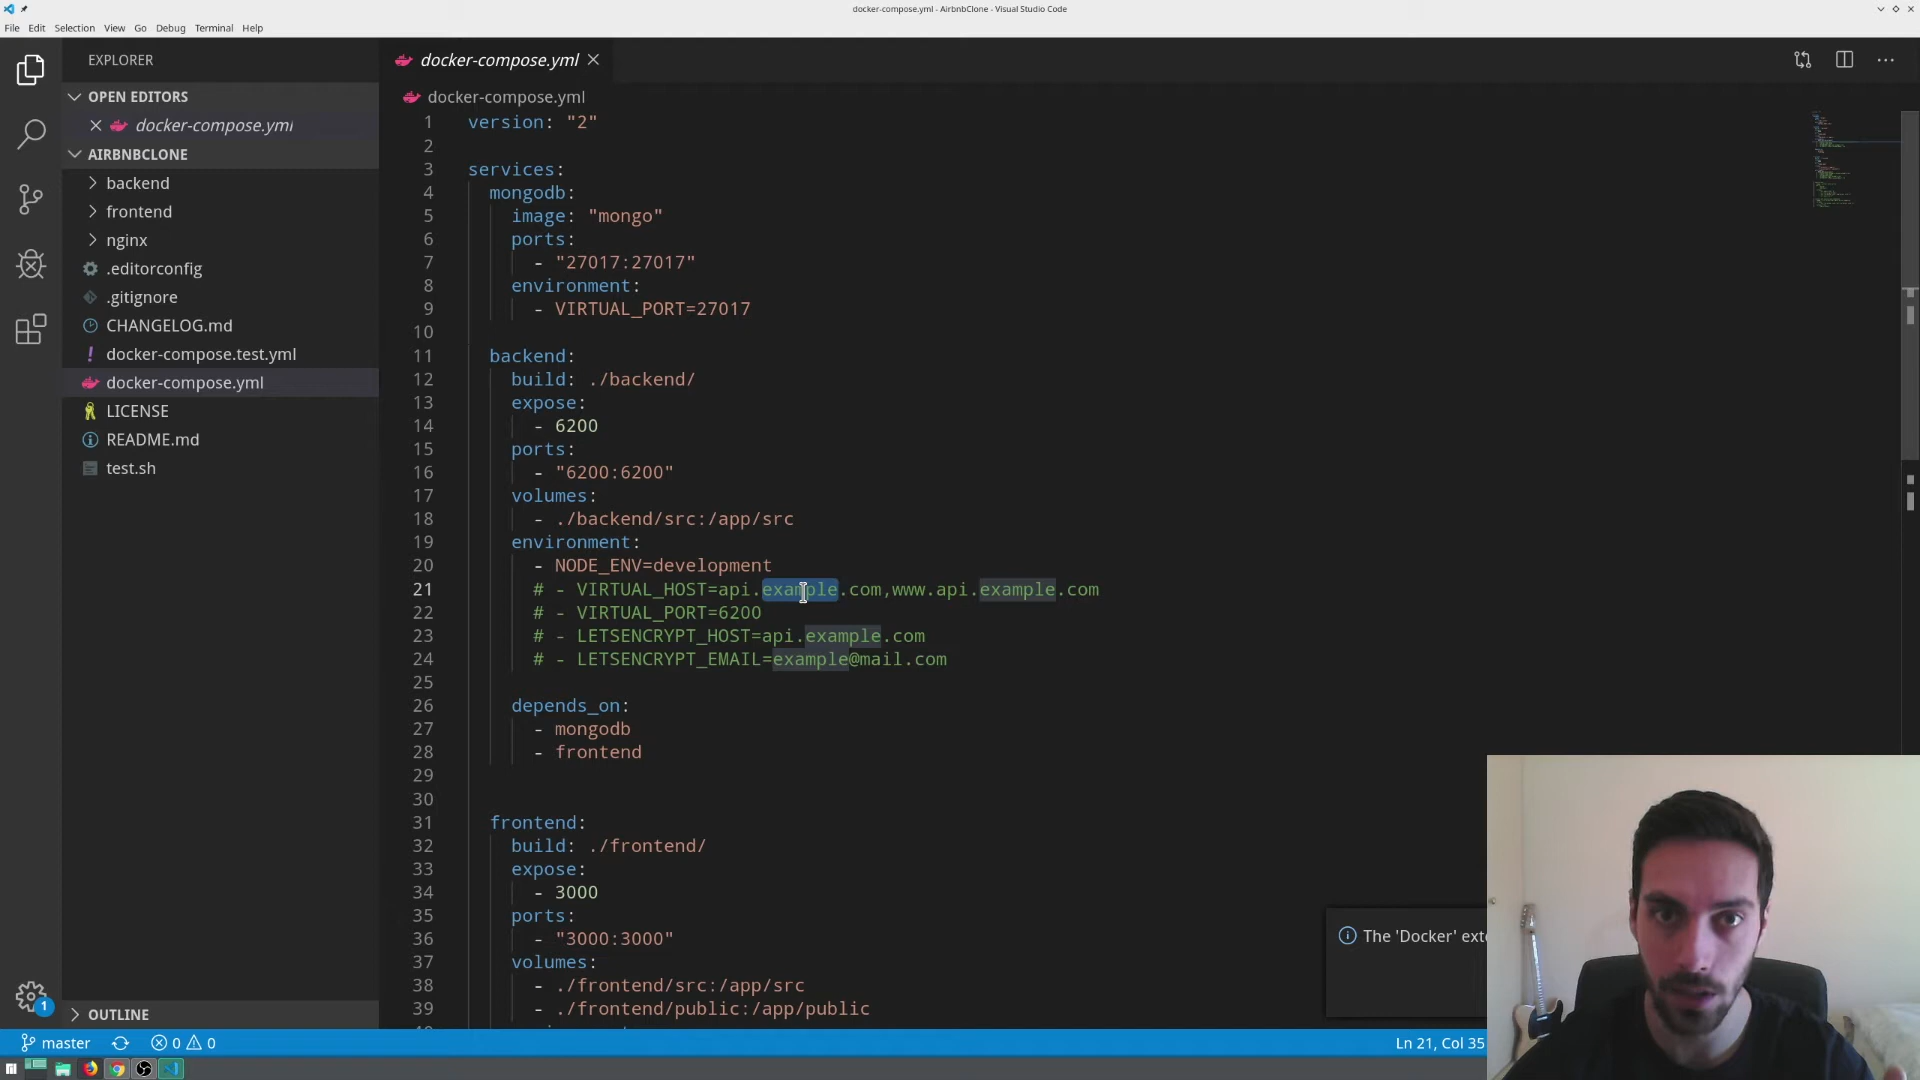 docker-compose.yml - AirbnbClone - Visual Studio Code
File Edit Selection View Go Debug Terminal Help
EXPLORER
OPEN EDITORS
docker-compose.yml
AIRBNBCLONE
backend
frontend
nginx
.editorconfig
.gitignore
CHANGELOG.md
docker-compose.test.yml
docker-compose.yml
LICENSE
README.md
test.sh
OUTLINE
docker-compose.yml
docker-compose.yml
1 version: "2"
2
3 services:
4 mongodb:
5 image: "mongo"
6 ports:
7 - "27017:27017"
8 environment:
9 - VIRTUAL_PORT=27017
10
11 backend:
12 build: ./backend/
13 expose:
14 - 6200
15 ports:
16 - "6200:6200"
17 volumes:
18 - ./backend/src:/app/src
19 environment:
20 - NODE_ENV=development
21 # - VIRTUAL_HOST=api.example.com,www.api.example.com
22 # - VIRTUAL_PORT=6200
23 # - LETSENCRYPT_HOST=api.example.com
24 # - LETSENCRYPT_EMAIL=example@mail.com
25
26 depends_on:
27 - mongodb
28 - frontend
29
30
31 frontend:
32 build: ./frontend/
33 expose:
34 - 3000
35 ports:
36 - "3000:3000"
37 volumes:
38 - ./frontend/src:/app/src
39 - ./frontend/public:/app/public
The 'Docker' exte
1
master 0 0
Ln 21, Col 35